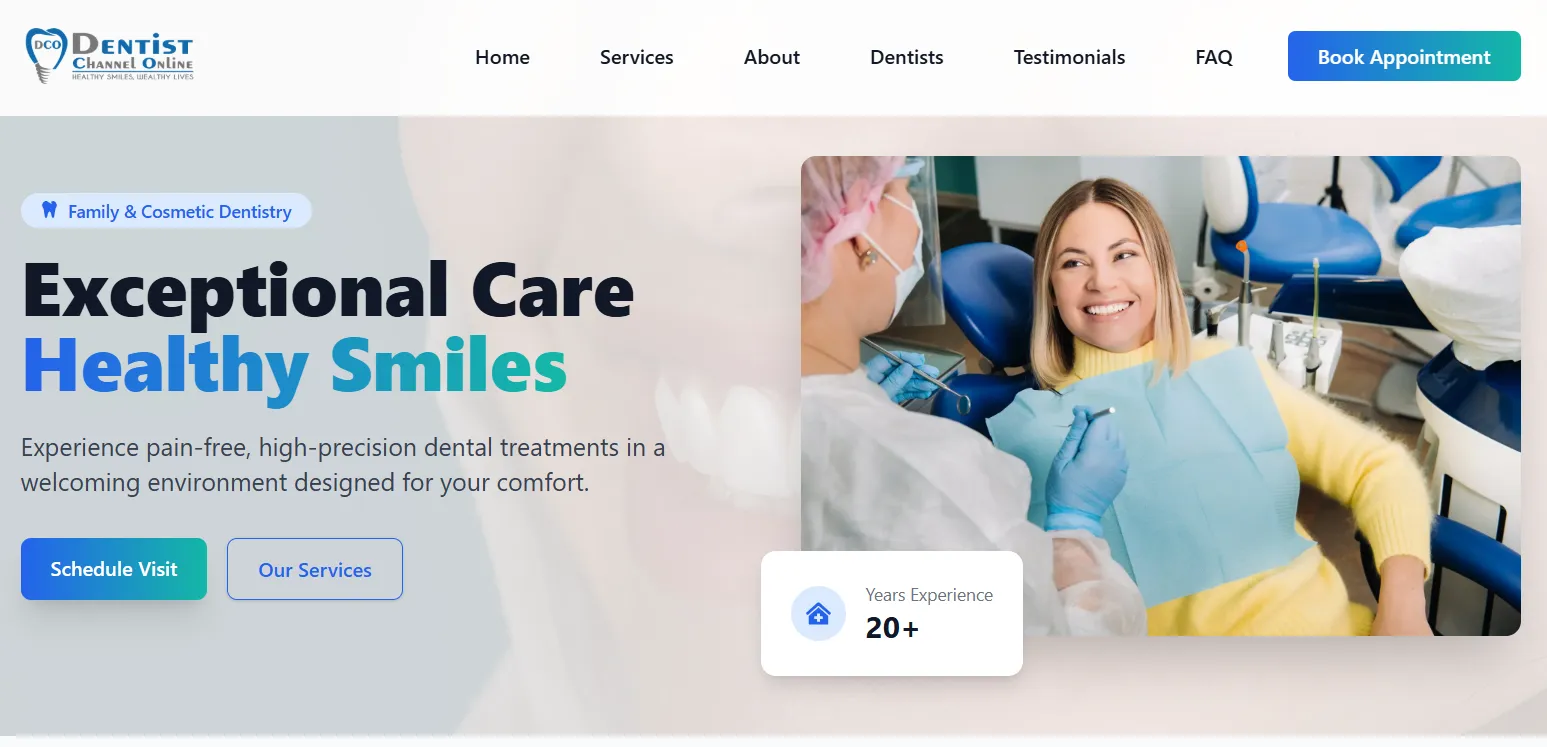 DCO
DENTIST
CHANNEL ONLINE
HEALTHY SMILES, WEALTHY LIVES
Home
Services
About
Dentists
Testimonials
FAQ
Book Appointment
Family & Cosmetic Dentistry
Exceptional Care
Healthy Smiles
Experience pain-free, high-precision dental treatments in a
welcoming environment designed for your comfort.
Schedule Visit
Our Services
Years Experience
20+